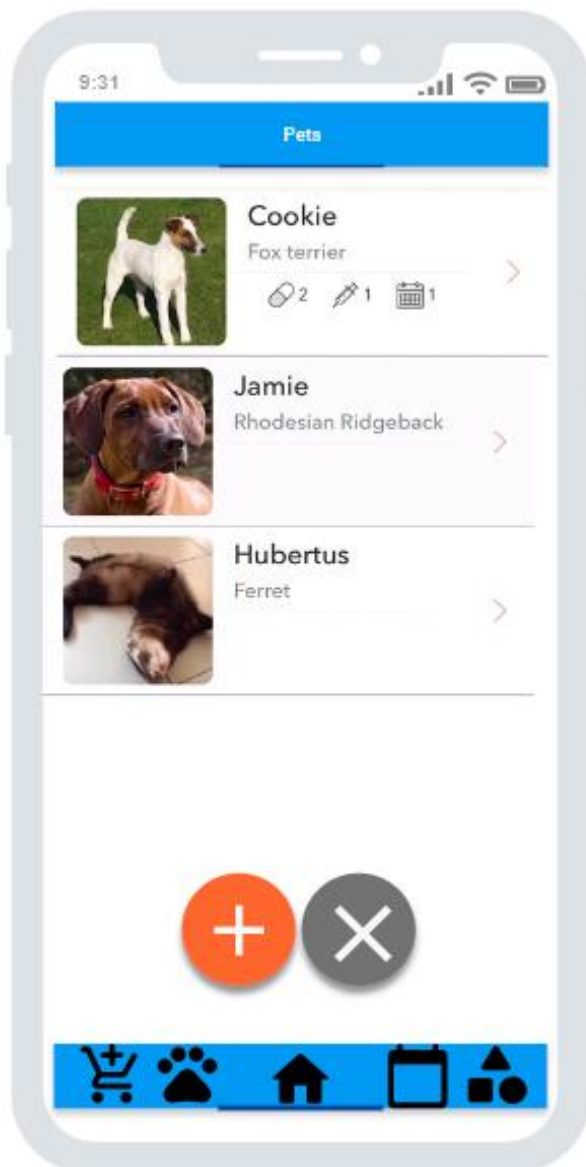 9:31
Pets
Cookie
Fox terrier
2 1 1
Jamie
Rhodesian Ridgeback
Hubertus
Ferret